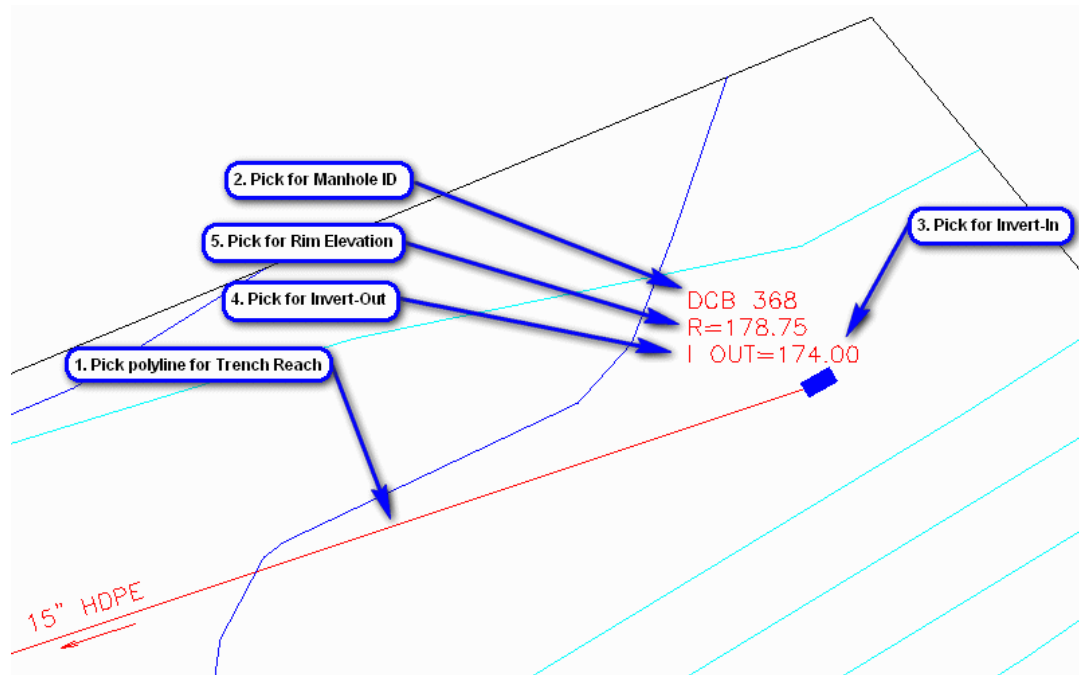 2. Pick for Manhole ID
5. Pick for Rim Elevation
3. Pick for Invert-In
4. Pick for Invert-Out
1. Pick polyline for Trench Reach
DCB 368
R=178.75
I OUT=174.00
15" HDPE